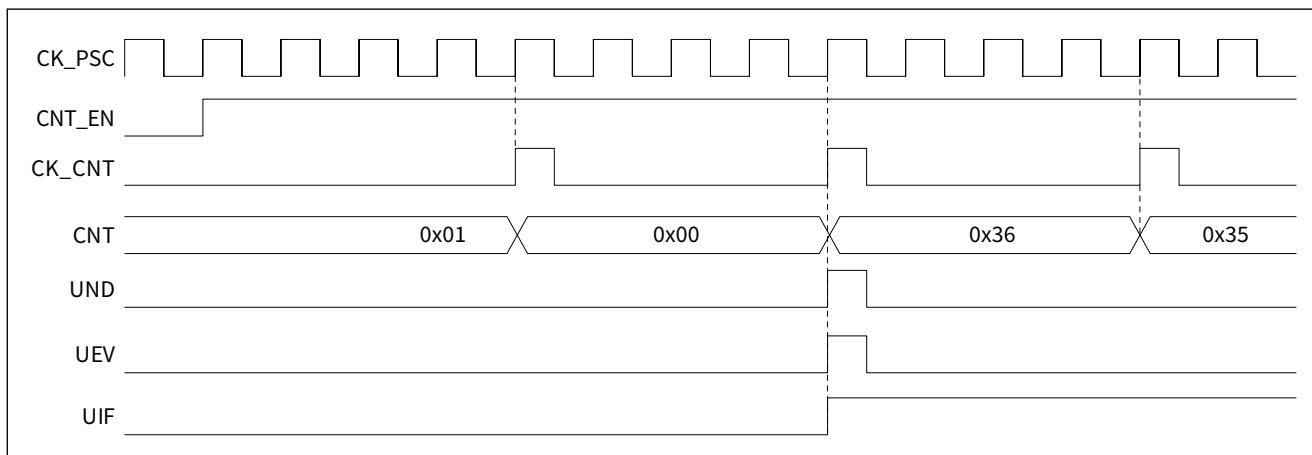 CK_PSC
CNT_EN
CK_CNT
CNT 0x01 0x00 0x36 0x35
UND
UEV
UIF